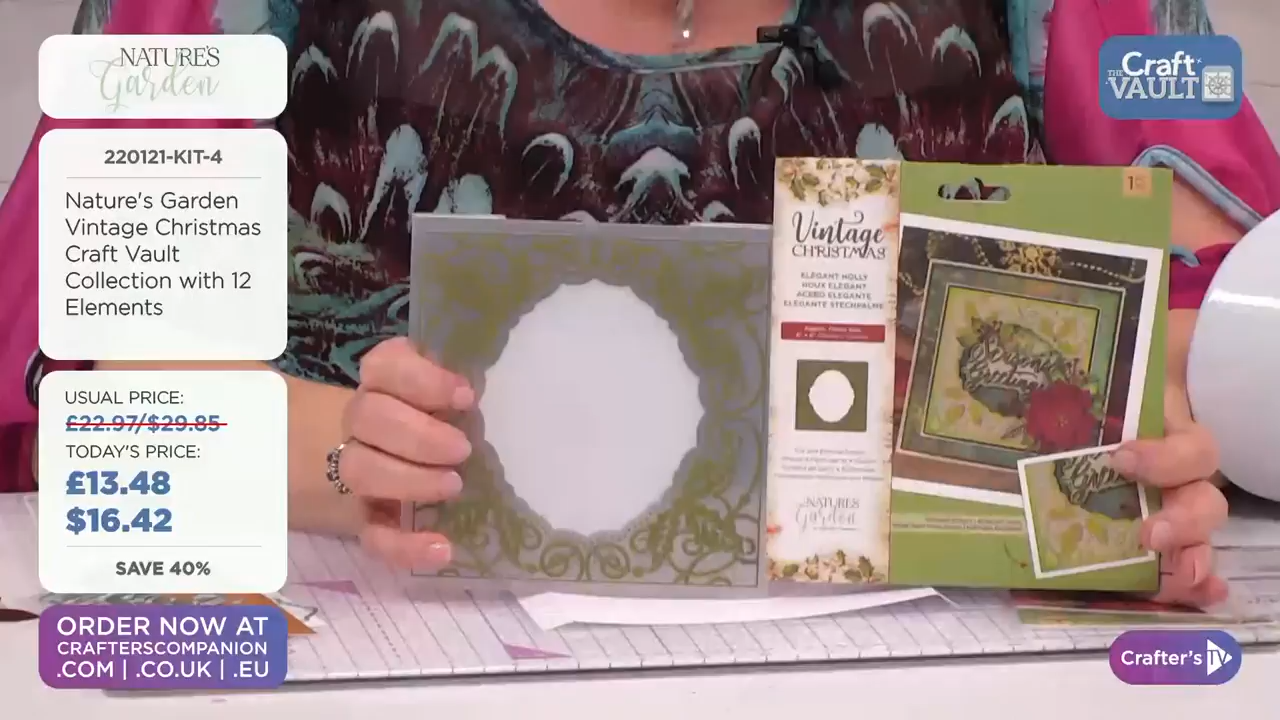 NATURE'S
Garden
220121-KIT-4
Nature's Garden
Vintage Christmas
Craft Vault
Collection with 12
Elements
USUAL PRICE:
£22.97/$29.85
TODAY'S PRICE:
£13.48
$16.42
SAVE 40%
ORDER NOW AT
CRAFTERSCOMPANION
.COM | .CO.UK | .EU
THE
Craft
VAULT
Vintage
CHRISTMAS
ELEGANT HOLLY
HOUX ELEGANT
ACEBO ELEGANTE
ELEGANTE STECHPALME
NATURE'S
Garden
Season's
Greetings
Crafter's TV